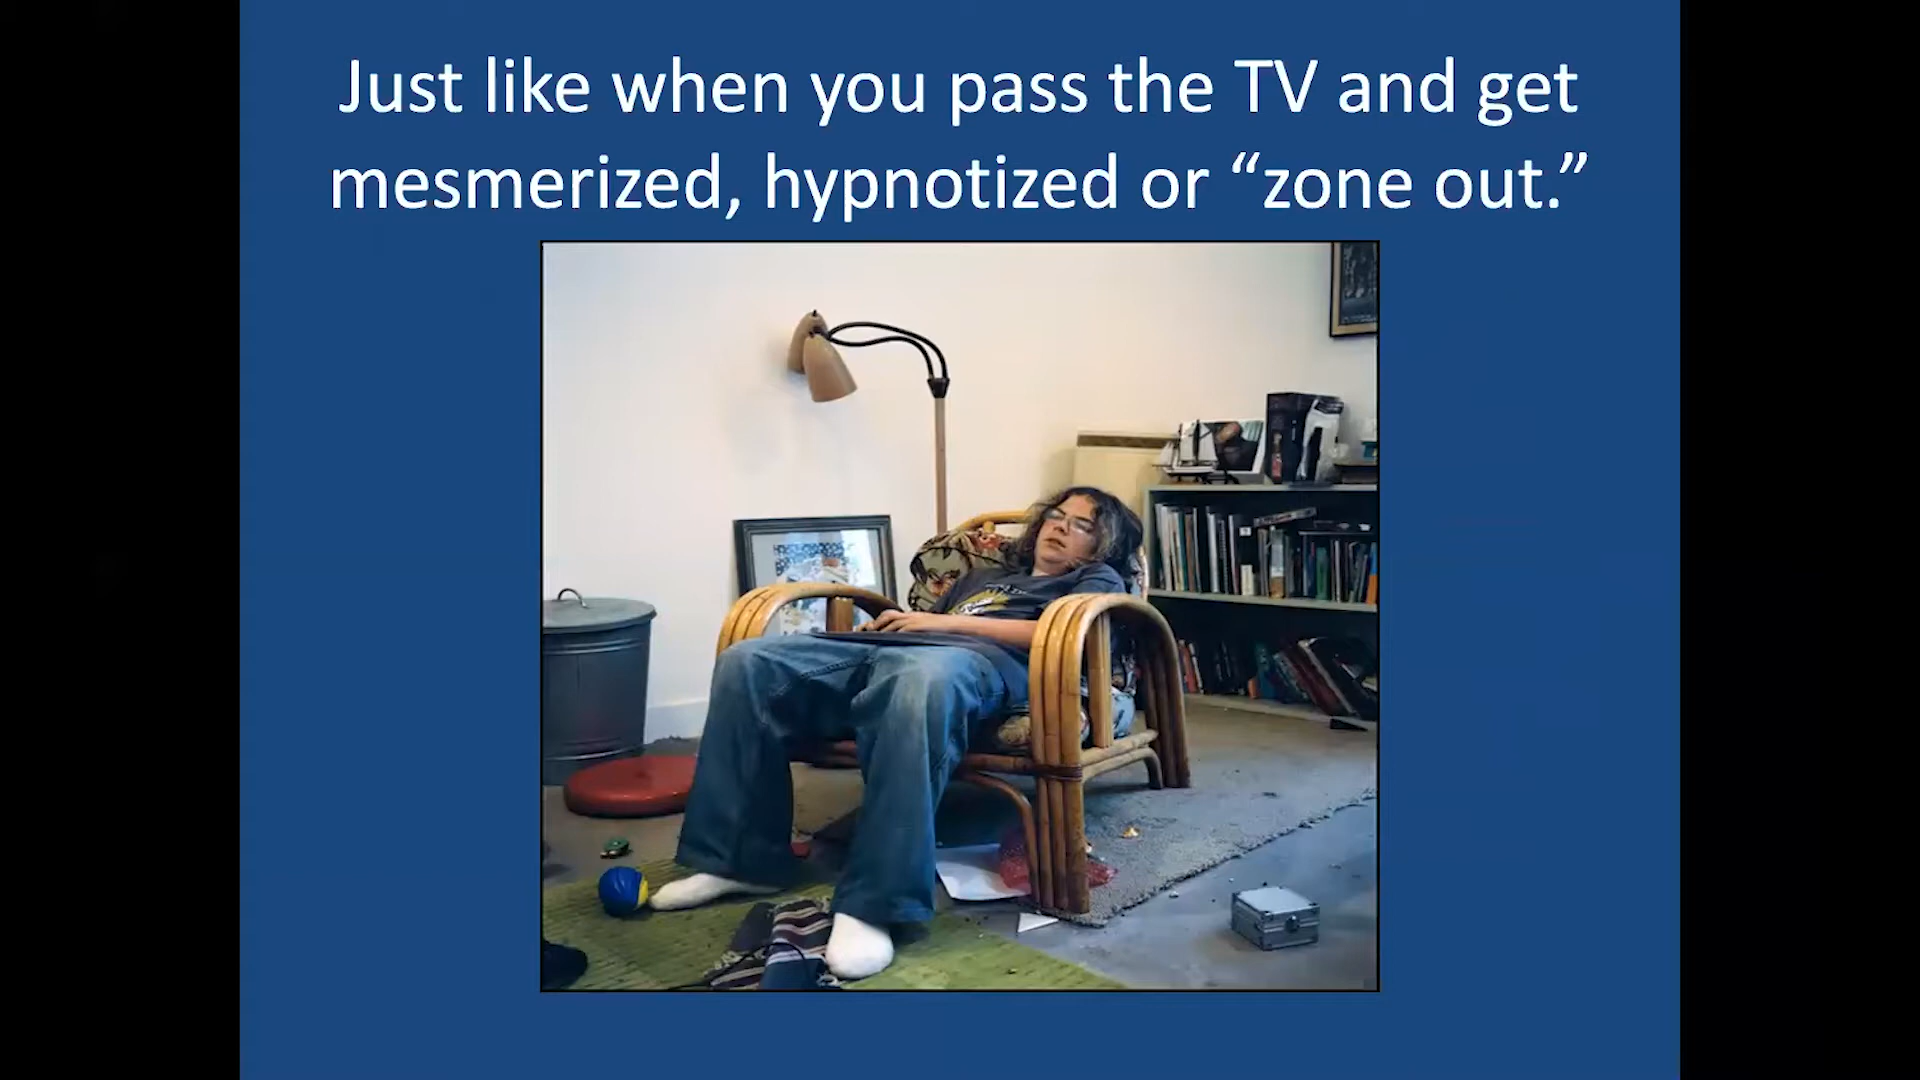 Just like when you pass the TV and get
mesmerized, hypnotized or “zone out.”